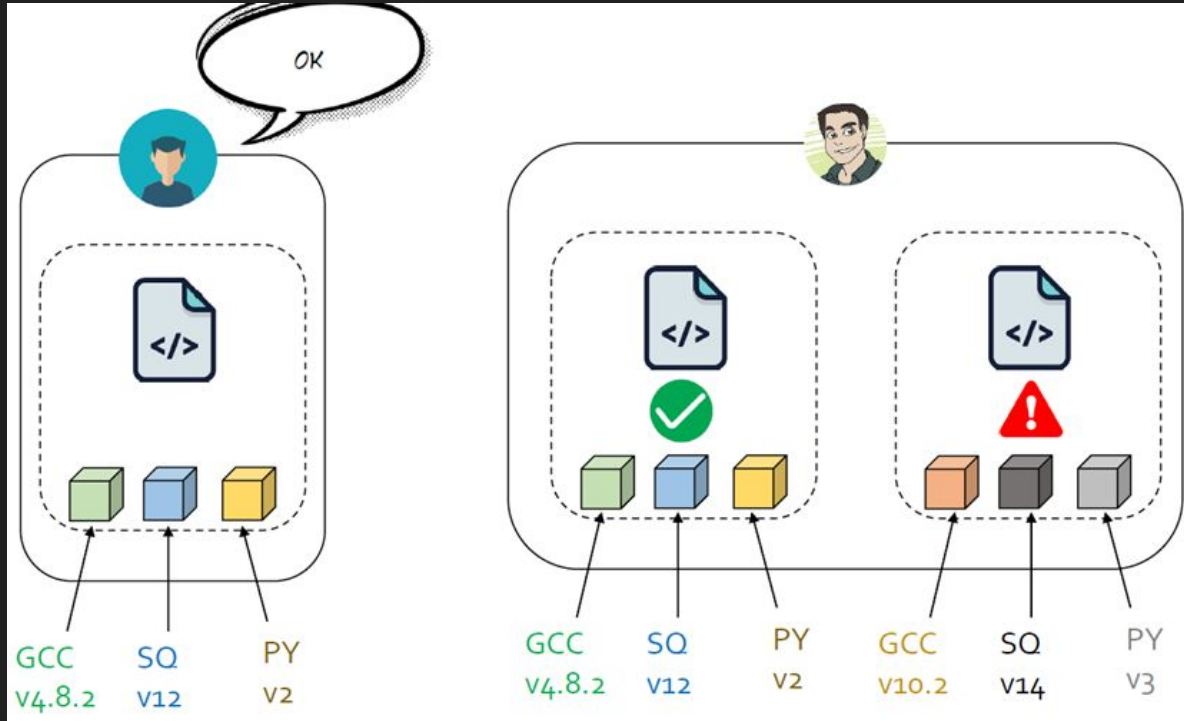 OK
</>
</>
</>
GCC
v4.8.2
SQ
v12
PY
v2
GCC
v4.8.2
SQ
v12
PY
v2
GCC
v10.2
SQ
v14
PY
v3